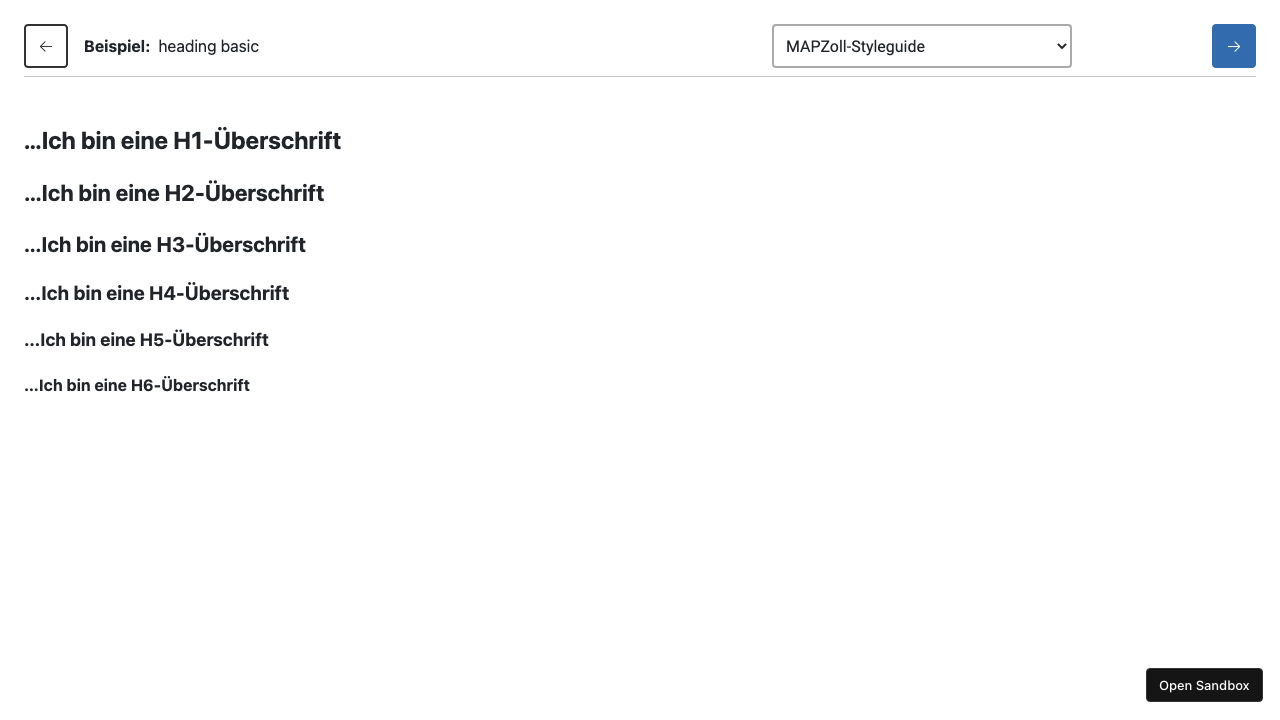 ← Beispiel: heading basic MAPZoll-Styleguide →
…Ich bin eine H1-Überschrift
…Ich bin eine H2-Überschrift
…Ich bin eine H3-Überschrift
…Ich bin eine H4-Überschrift
…Ich bin eine H5-Überschrift
…Ich bin eine H6-Überschrift
Open Sandbox